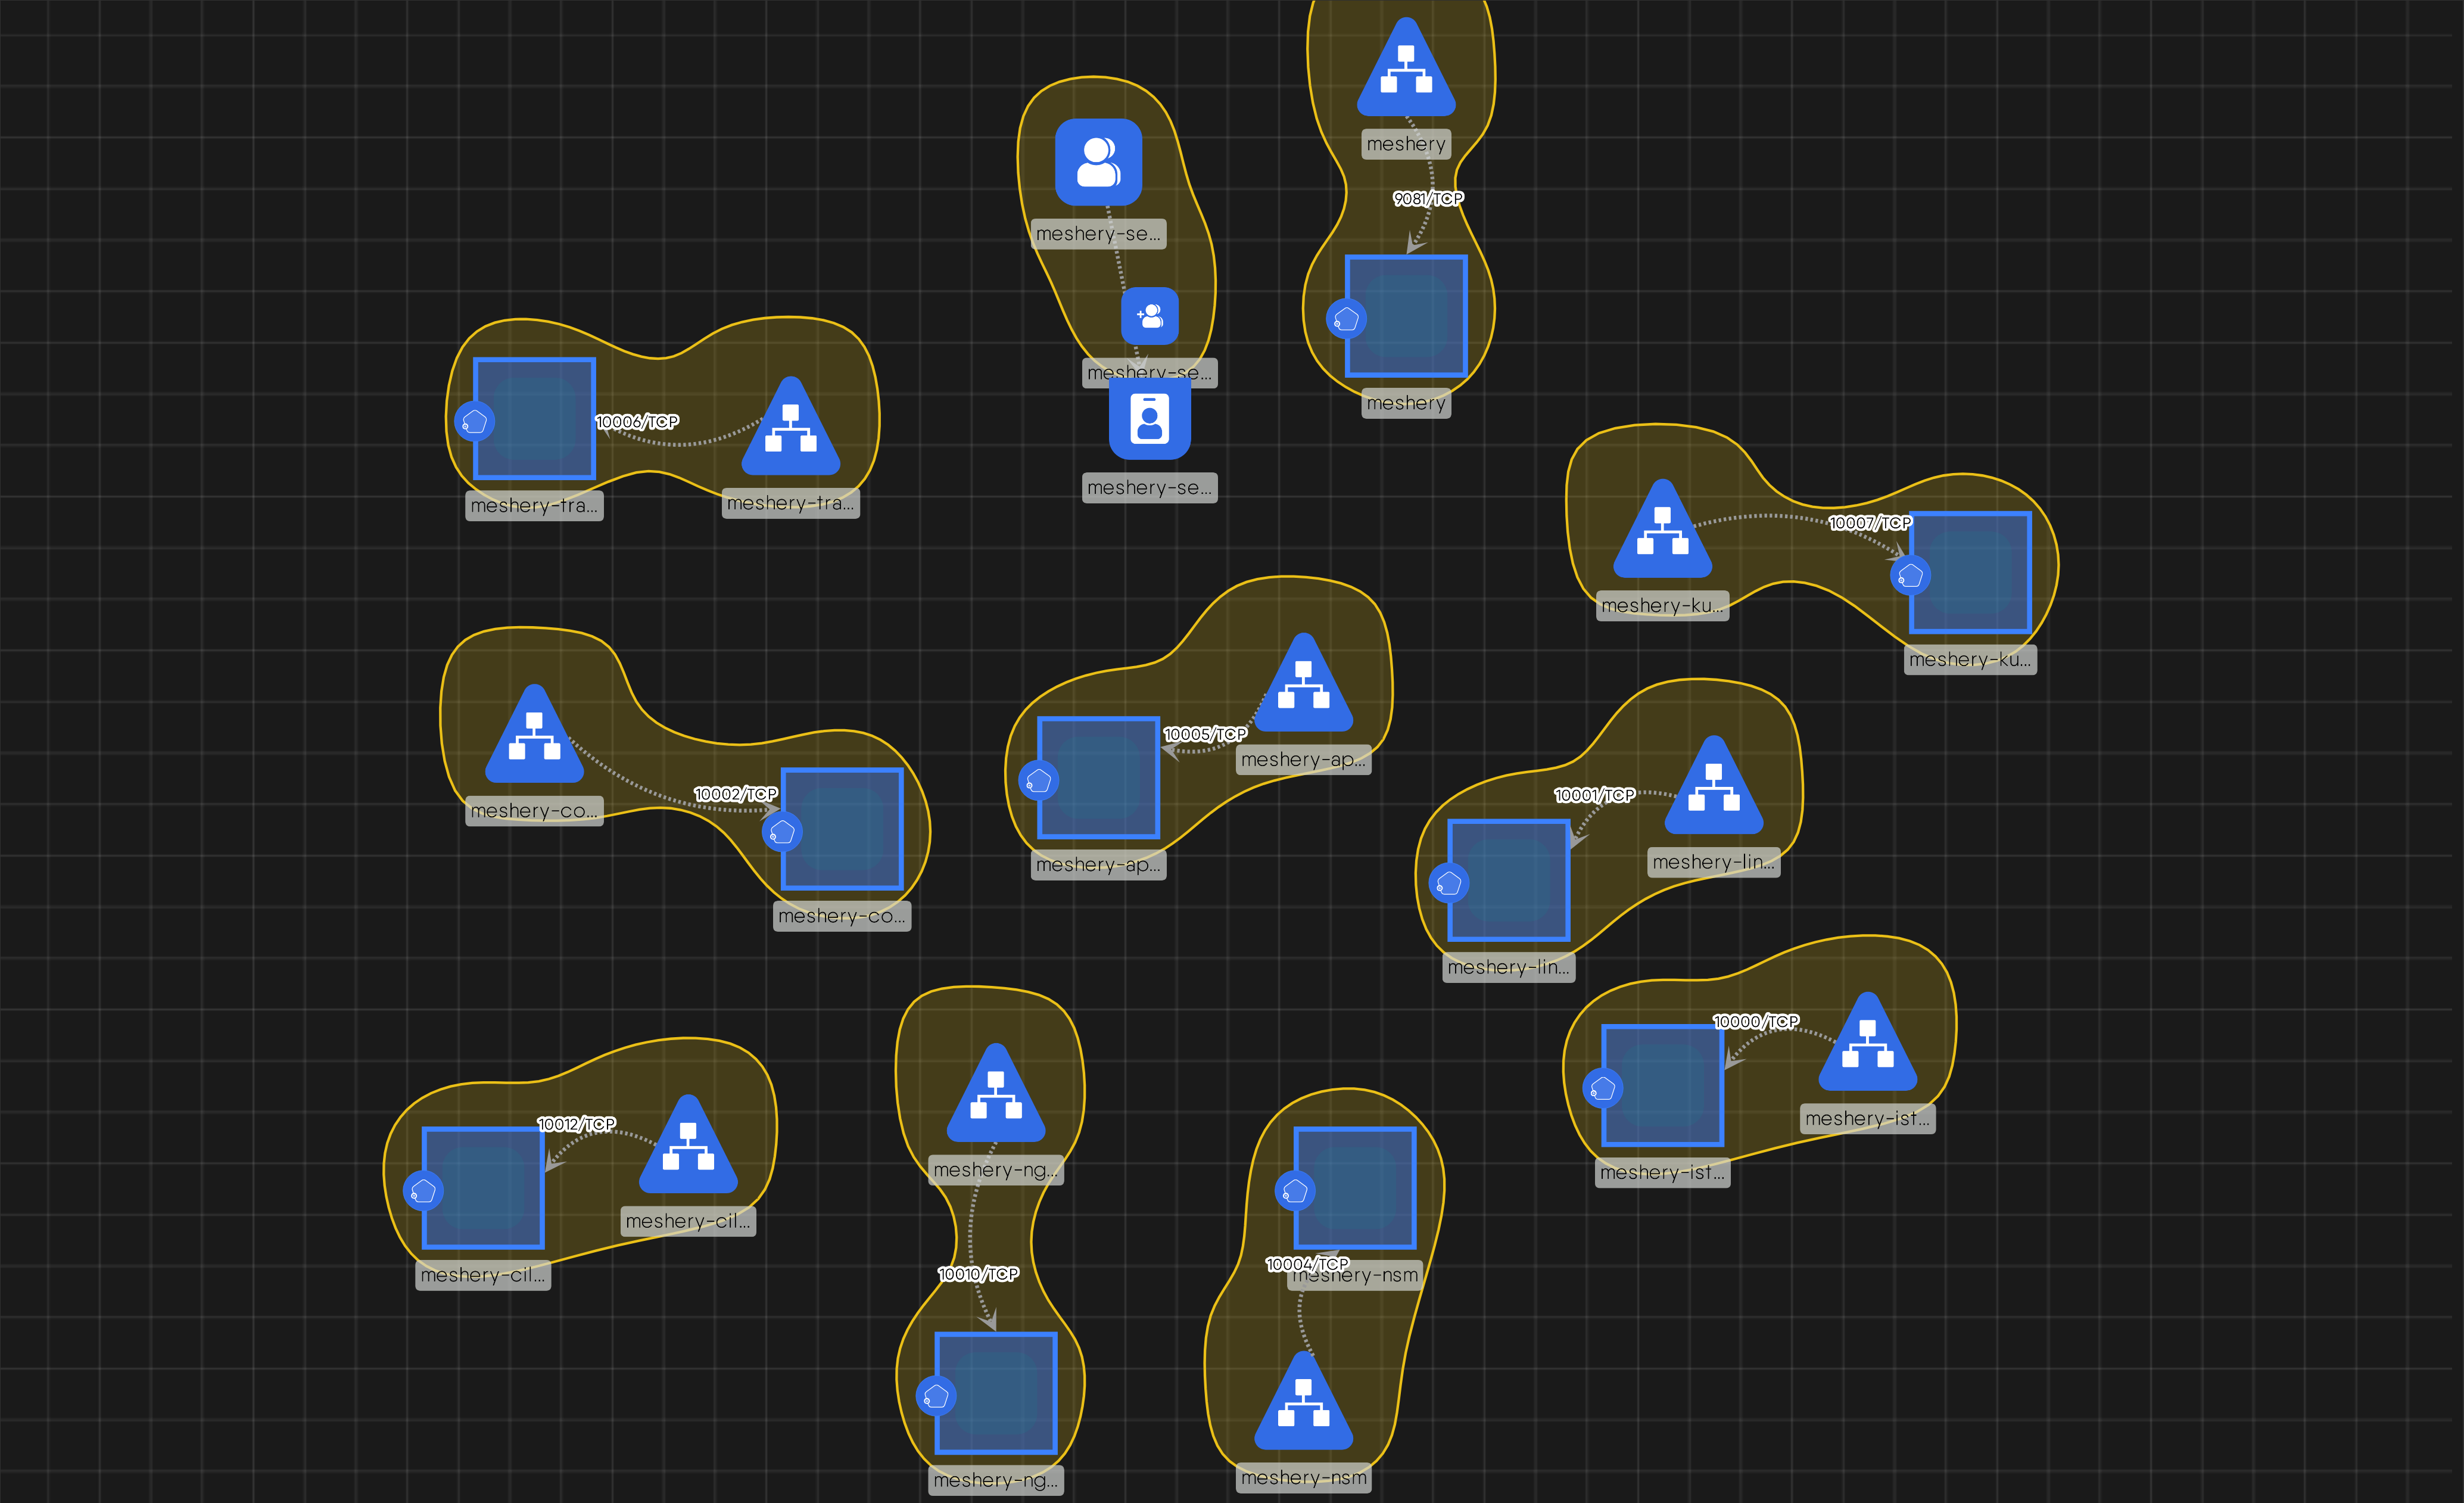 meshery
9081/TCP
meshery
meshery-se...
meshery-se...
meshery-se...
10006/TCP
meshery-tra...
meshery-tra...
10007/TCP
meshery-ku...
meshery-ku...
meshery-co...
10002/TCP
meshery-co...
10005/TCP
meshery-ap...
meshery-ap...
10001/TCP
meshery-lin...
meshery-lin...
10000/TCP
meshery-ist...
meshery-ist...
10012/TCP
meshery-cil...
meshery-cil...
meshery-ng...
10010/TCP
meshery-ng...
10004/TCP
meshery-nsm
meshery-nsm